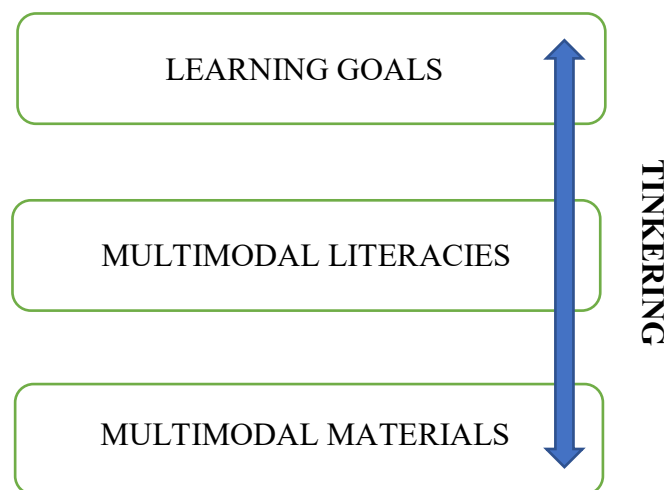 LEARNING GOALS
MULTIMODAL LITERACIES
MULTIMODAL MATERIALS
TINKERING